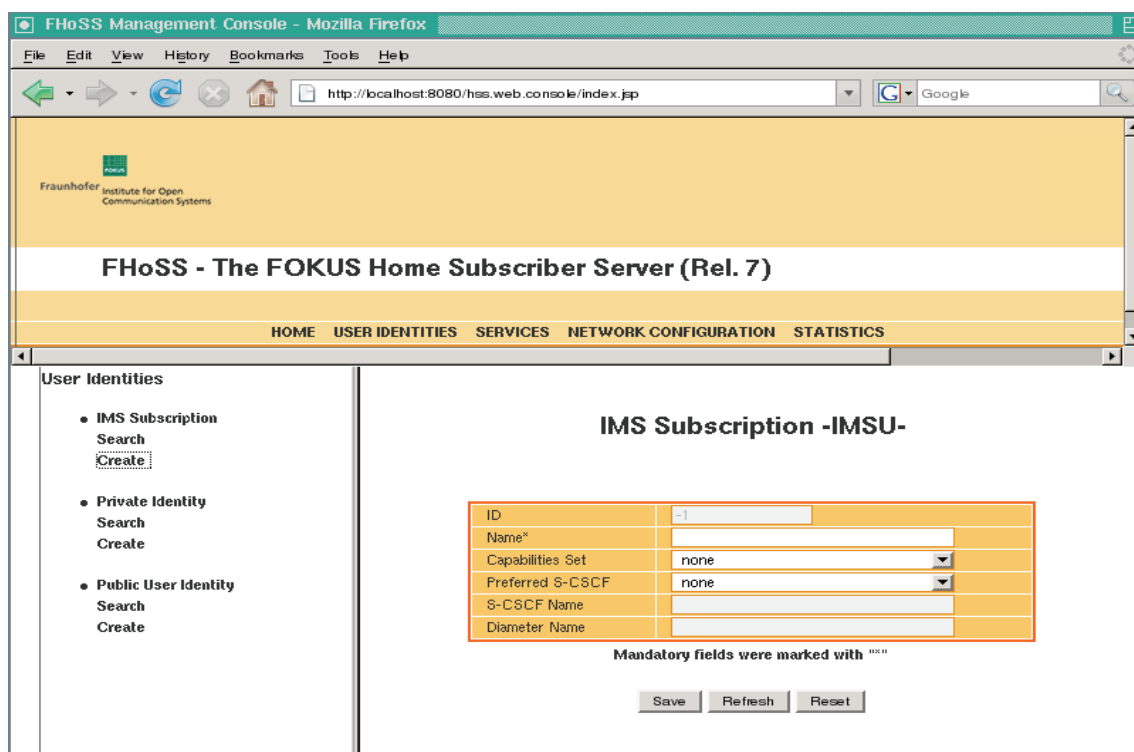 FHoSS Management Console - Mozilla Firefox
File Edit View History Bookmarks Tools Help
http://localhost:8080/hss.web.console/index.jsp
G Google
FOKUS
Fraunhofer Institute for Open
Communication Systems
FHoSS - The FOKUS Home Subscriber Server (Rel. 7)
HOME USER IDENTITIES SERVICES NETWORK CONFIGURATION STATISTICS
User Identities
IMS Subscription
Search
Create
Private Identity
Search
Create
Public User Identity
Search
Create
IMS Subscription -IMSU-
ID -1
Name*
Capabilities Set none
Preferred S-CSCF none
S-CSCF Name
Diameter Name
Mandatory fields were marked with "*"
Save Refresh Reset